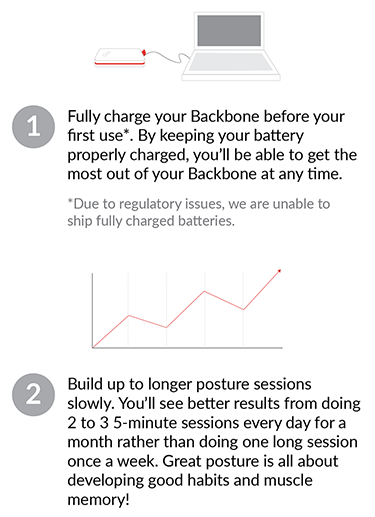 1
Fully charge your Backbone before your
first use*. By keeping your battery
properly charged, you'll be able to get the
most out of your Backbone at any time.
*Due to regulatory issues, we are unable to
ship fully charged batteries.
2
Build up to longer posture sessions
slowly. You'll see better results from doing
2 to 3 5-minute sessions every day for a
month rather than doing one long session
once a week. Great posture is all about
developing good habits and muscle
memory!